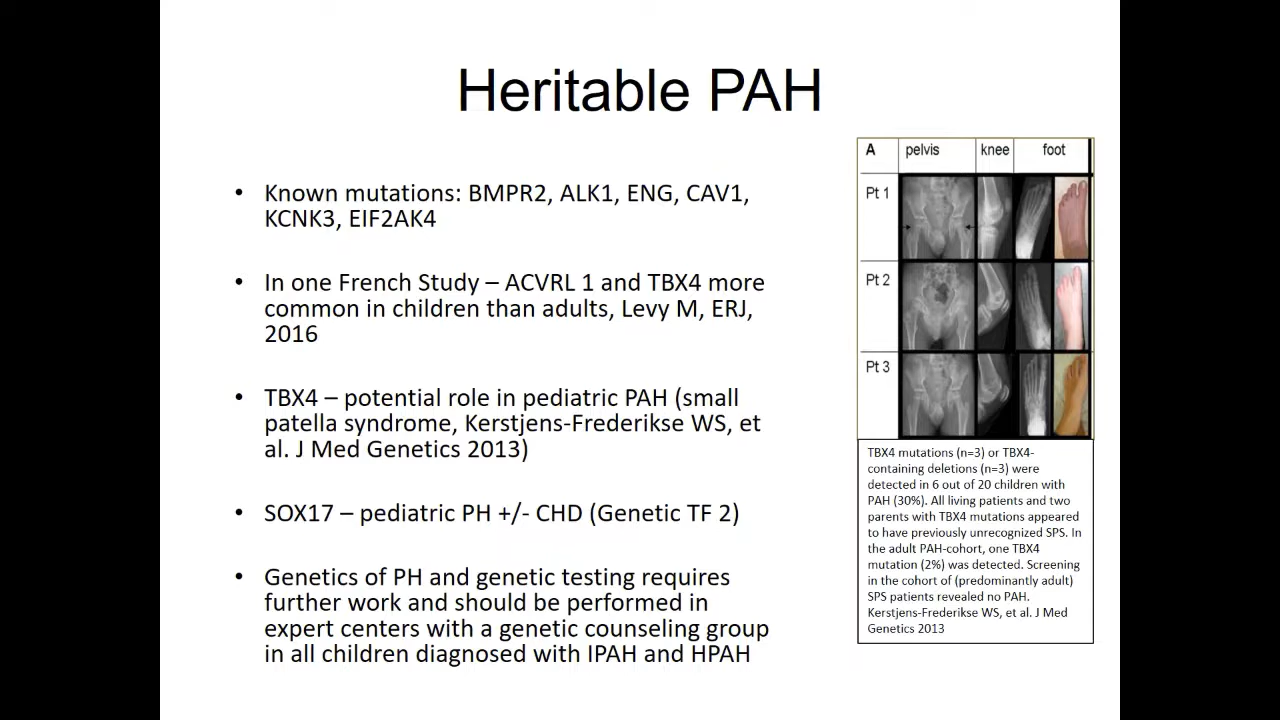 Heritable PAH
• Known mutations: BMPR2, ALK1, ENG, CAV1,
KCNK3, EIF2AK4
• In one French Study – ACVRL 1 and TBX4 more
common in children than adults, Levy M, ERJ,
2016
• TBX4 – potential role in pediatric PAH (small
patella syndrome, Kerstjens-Frederikse WS, et
al. J Med Genetics 2013)
• SOX17 – pediatric PH +/- CHD (Genetic TF 2)
• Genetics of PH and genetic testing requires
further work and should be performed in
expert centers with a genetic counseling group
in all children diagnosed with IPAH and HPAH
A pelvis knee foot
Pt 1
Pt 2
Pt 3
TBX4 mutations (n=3) or TBX4-
containing deletions (n=3) were
detected in 6 out of 20 children with
PAH (30%). All living patients and two
parents with TBX4 mutations appeared
to have previously unrecognized SPS. In
the adult PAH-cohort, one TBX4
mutation (2%) was detected. Screening
in the cohort of (predominantly adult)
SPS patients revealed no PAH.
Kerstjens-Frederikse WS, et al. J Med
Genetics 2013